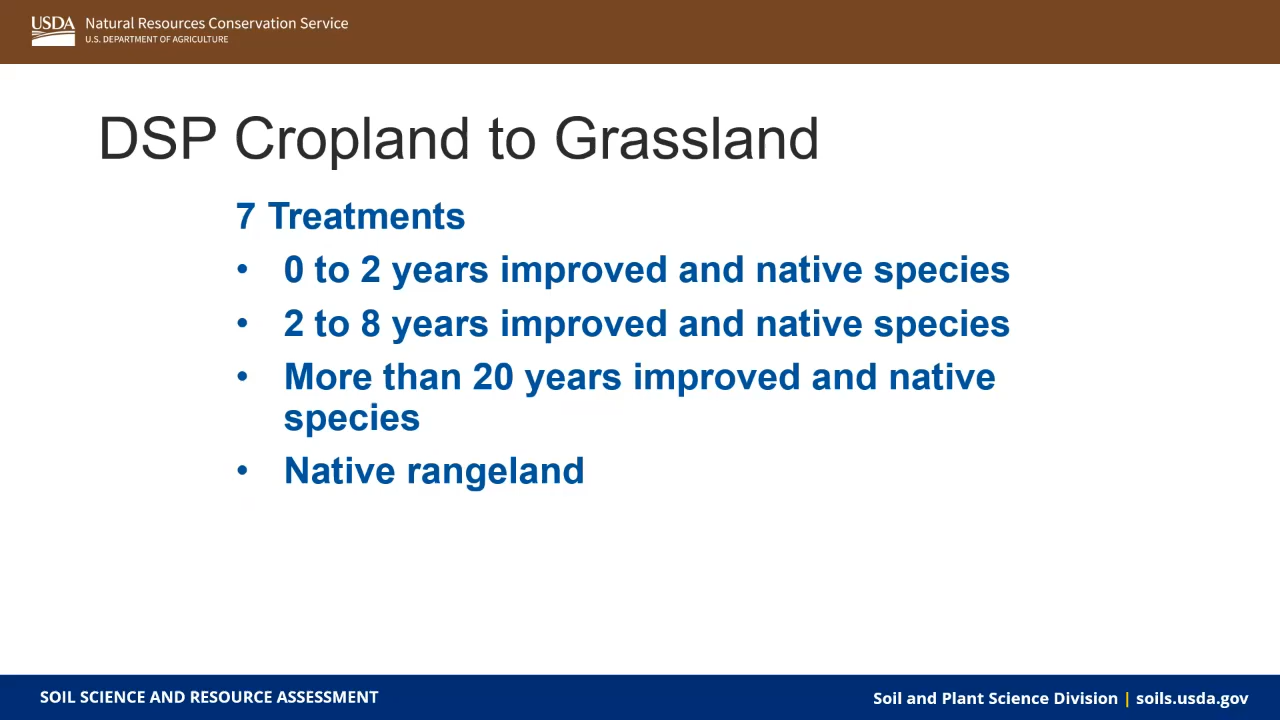 USDA
Natural Resources Conservation Service
U.S. DEPARTMENT OF AGRICULTURE
DSP Cropland to Grassland
7 Treatments
• 0 to 2 years improved and native species
• 2 to 8 years improved and native species
• More than 20 years improved and native
species
• Native rangeland
SOIL SCIENCE AND RESOURCE ASSESSMENT
Soil and Plant Science Division | soils.usda.gov